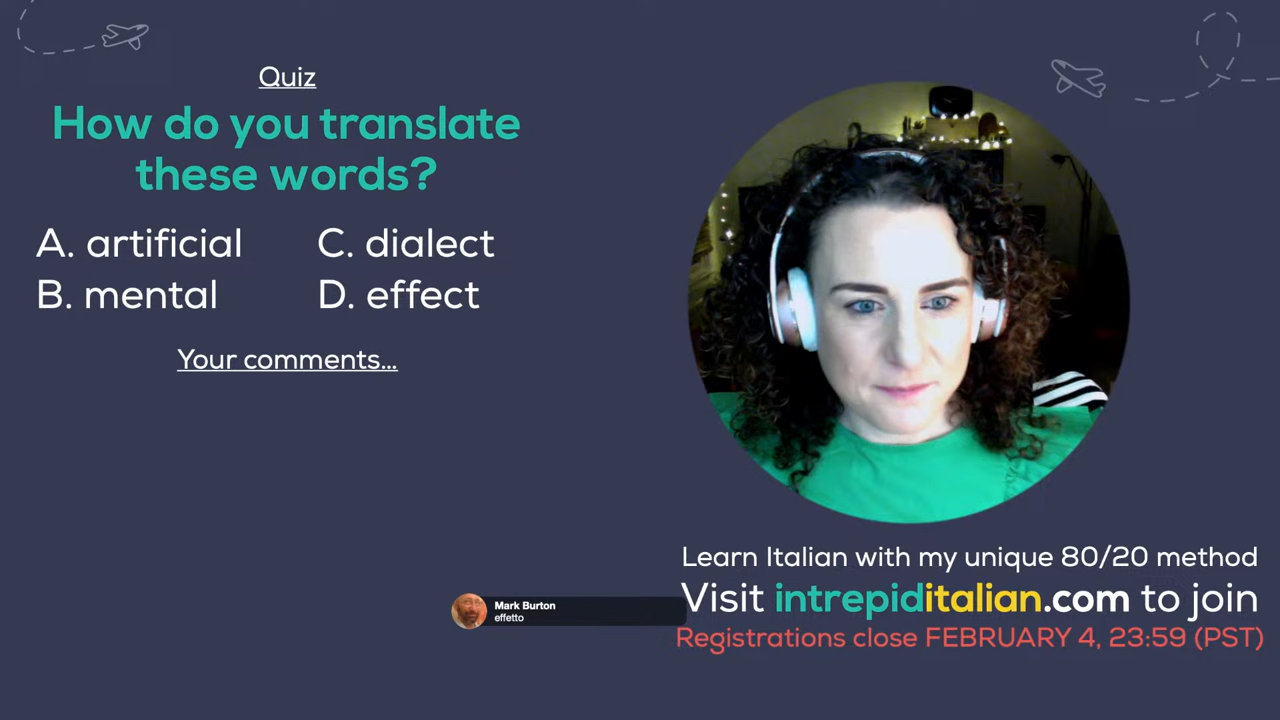 Quiz
How do you translate
these words?
A. artificial
C. dialect
B. mental
D. effect
Your comments...
Learn Italian with my unique 80/20 method
Visit intrepiditalian.com to join
Mark Burton
effetto
Registrations close FEBRUARY 4, 23:59 (PST)